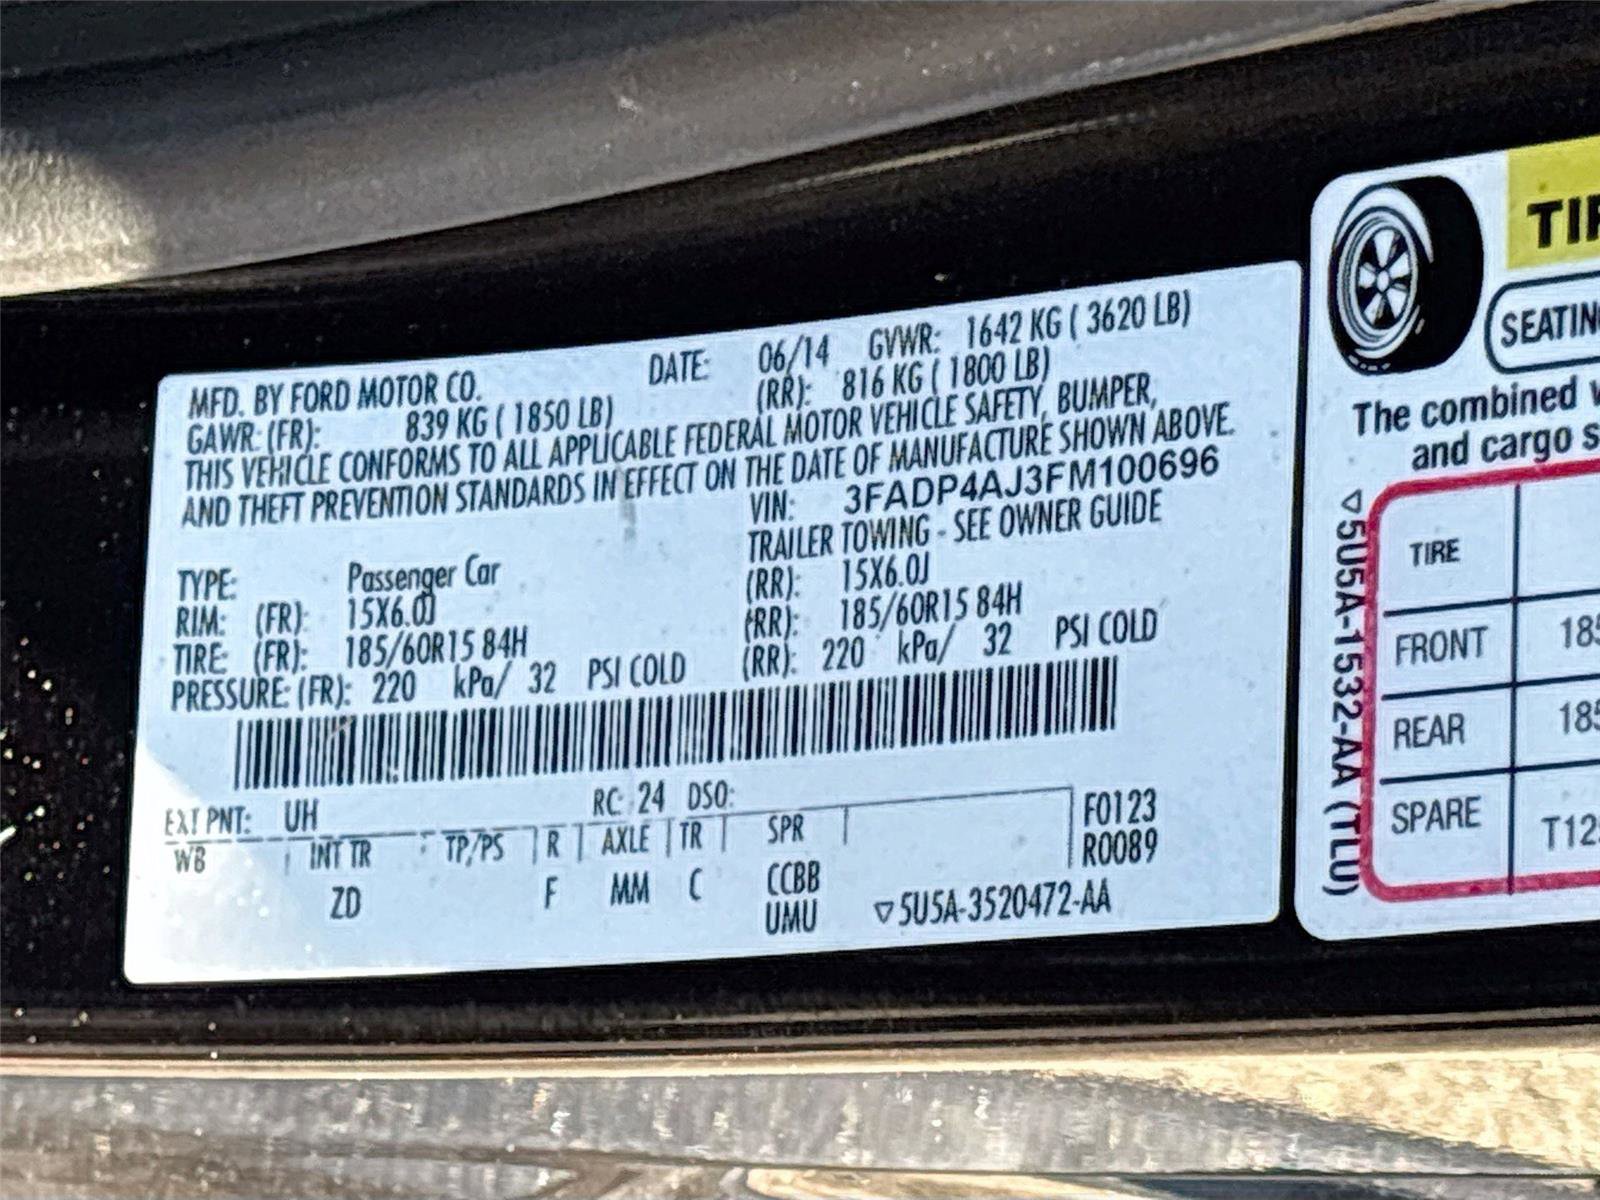 MFD. BY FORD MOTOR CO. DATE: 06/14 GVWR: 1642 KG ( 3620 LB)
GAWR: (FR): 839 KG ( 1850 LB) (RR): 816 KG ( 1800 LB)
THIS VEHICLE CONFORMS TO ALL APPLICABLE FEDERAL MOTOR VEHICLE SAFETY, BUMPER,
AND THEFT PREVENTION STANDARDS IN EFFECT ON THE DATE OF MANUFACTURE SHOWN ABOVE.
VIN: 3FADP4AJ3FM100696
TRAILER TOWING - SEE OWNER GUIDE
TYPE: Passenger Car
RIM: (FR): 15X6.0J (RR): 15X6.0J
TIRE: (FR): 185/60R15 84H (RR): 185/60R15 84H
PRESSURE: (FR): 220 kPa/ 32 PSI COLD (RR): 220 kPa/ 32 PSI COLD
EXT PNT: UH RC: 24 DSO:
WB INT TR TP/PS R AXLE TR SPR
F0123
R0089
ZD F MM C CCBB
UMU
▽5U5A-3520472-AA
TIR
SEATIN
The combined w
and cargo s
▽5U5A-1532-AA (TLU)
TIRE
FRONT 185
REAR 185
SPARE T125